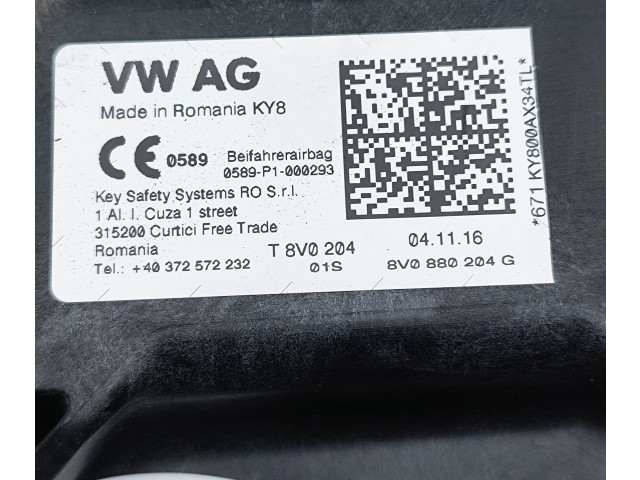 VW AG
Made in Romania KY8
CE 0589 Beifahrerairbag
0589-P1-000293
Key Safety Systems RO S.r.l.
1 Al. I. Cuza 1 street
315200 Curtici Free Trade
Romania T 8V0 204 04.11.16
Tel.: +40 372 572 232 01S 8V0 880 204 G
*671 KY800AX34TL*